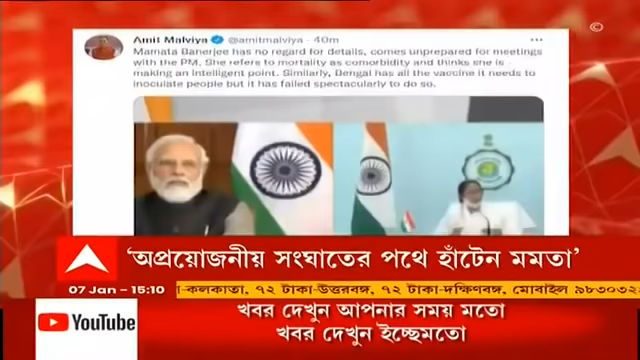 Amit Malviya @amitmalviya · 40m
Mamata Banerjee has no regard for details, comes unprepared for meetings
with the PM. She refers to mortality as comorbidity and thinks she is
making an intelligent point. Similarly, Bengal has all the vaccine it needs to
inoculate people but it has failed spectacularly to do so.
©
‘অপ্রয়োজনীয় সংঘাতের পথে হাঁটেন মমতা’
07 Jan – 15:10
-কলকাতা, ৭২ টাকা-উত্তরবঙ্গ, ৭২ টাকা-দক্ষিণবঙ্গ, মোবাইল ৯৮৩০৩২
YouTube
খবর দেখুন আপনার সময় মতো
খবর দেখুন ইচ্ছেমতো